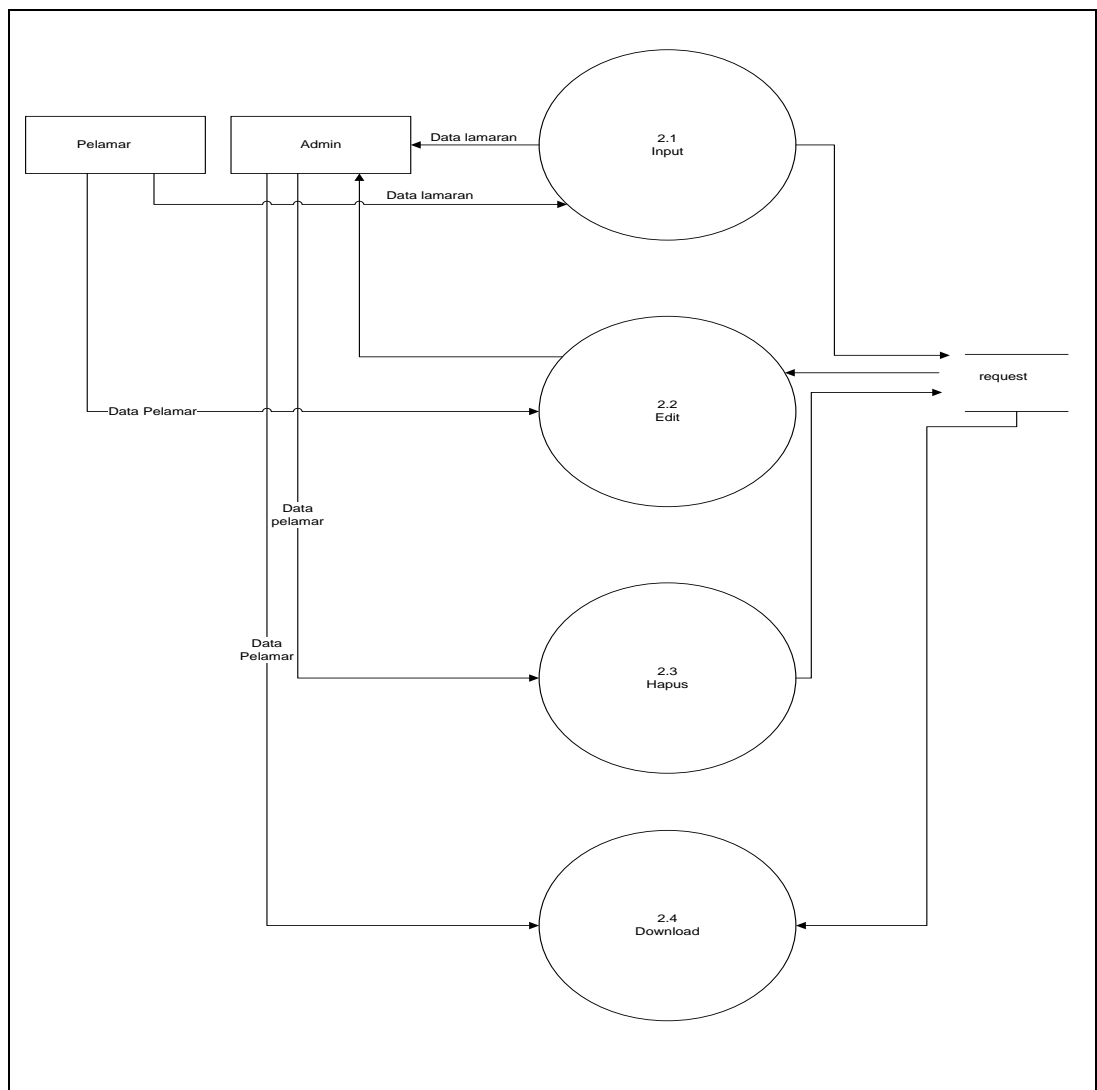 Pelamar
Admin
Data lamaran
2.1
Input
Data lamaran
2.2
Edit
request
Data Pelamar
Data
pelamar
Data
Pelamar
2.3
Hapus
2.4
Download